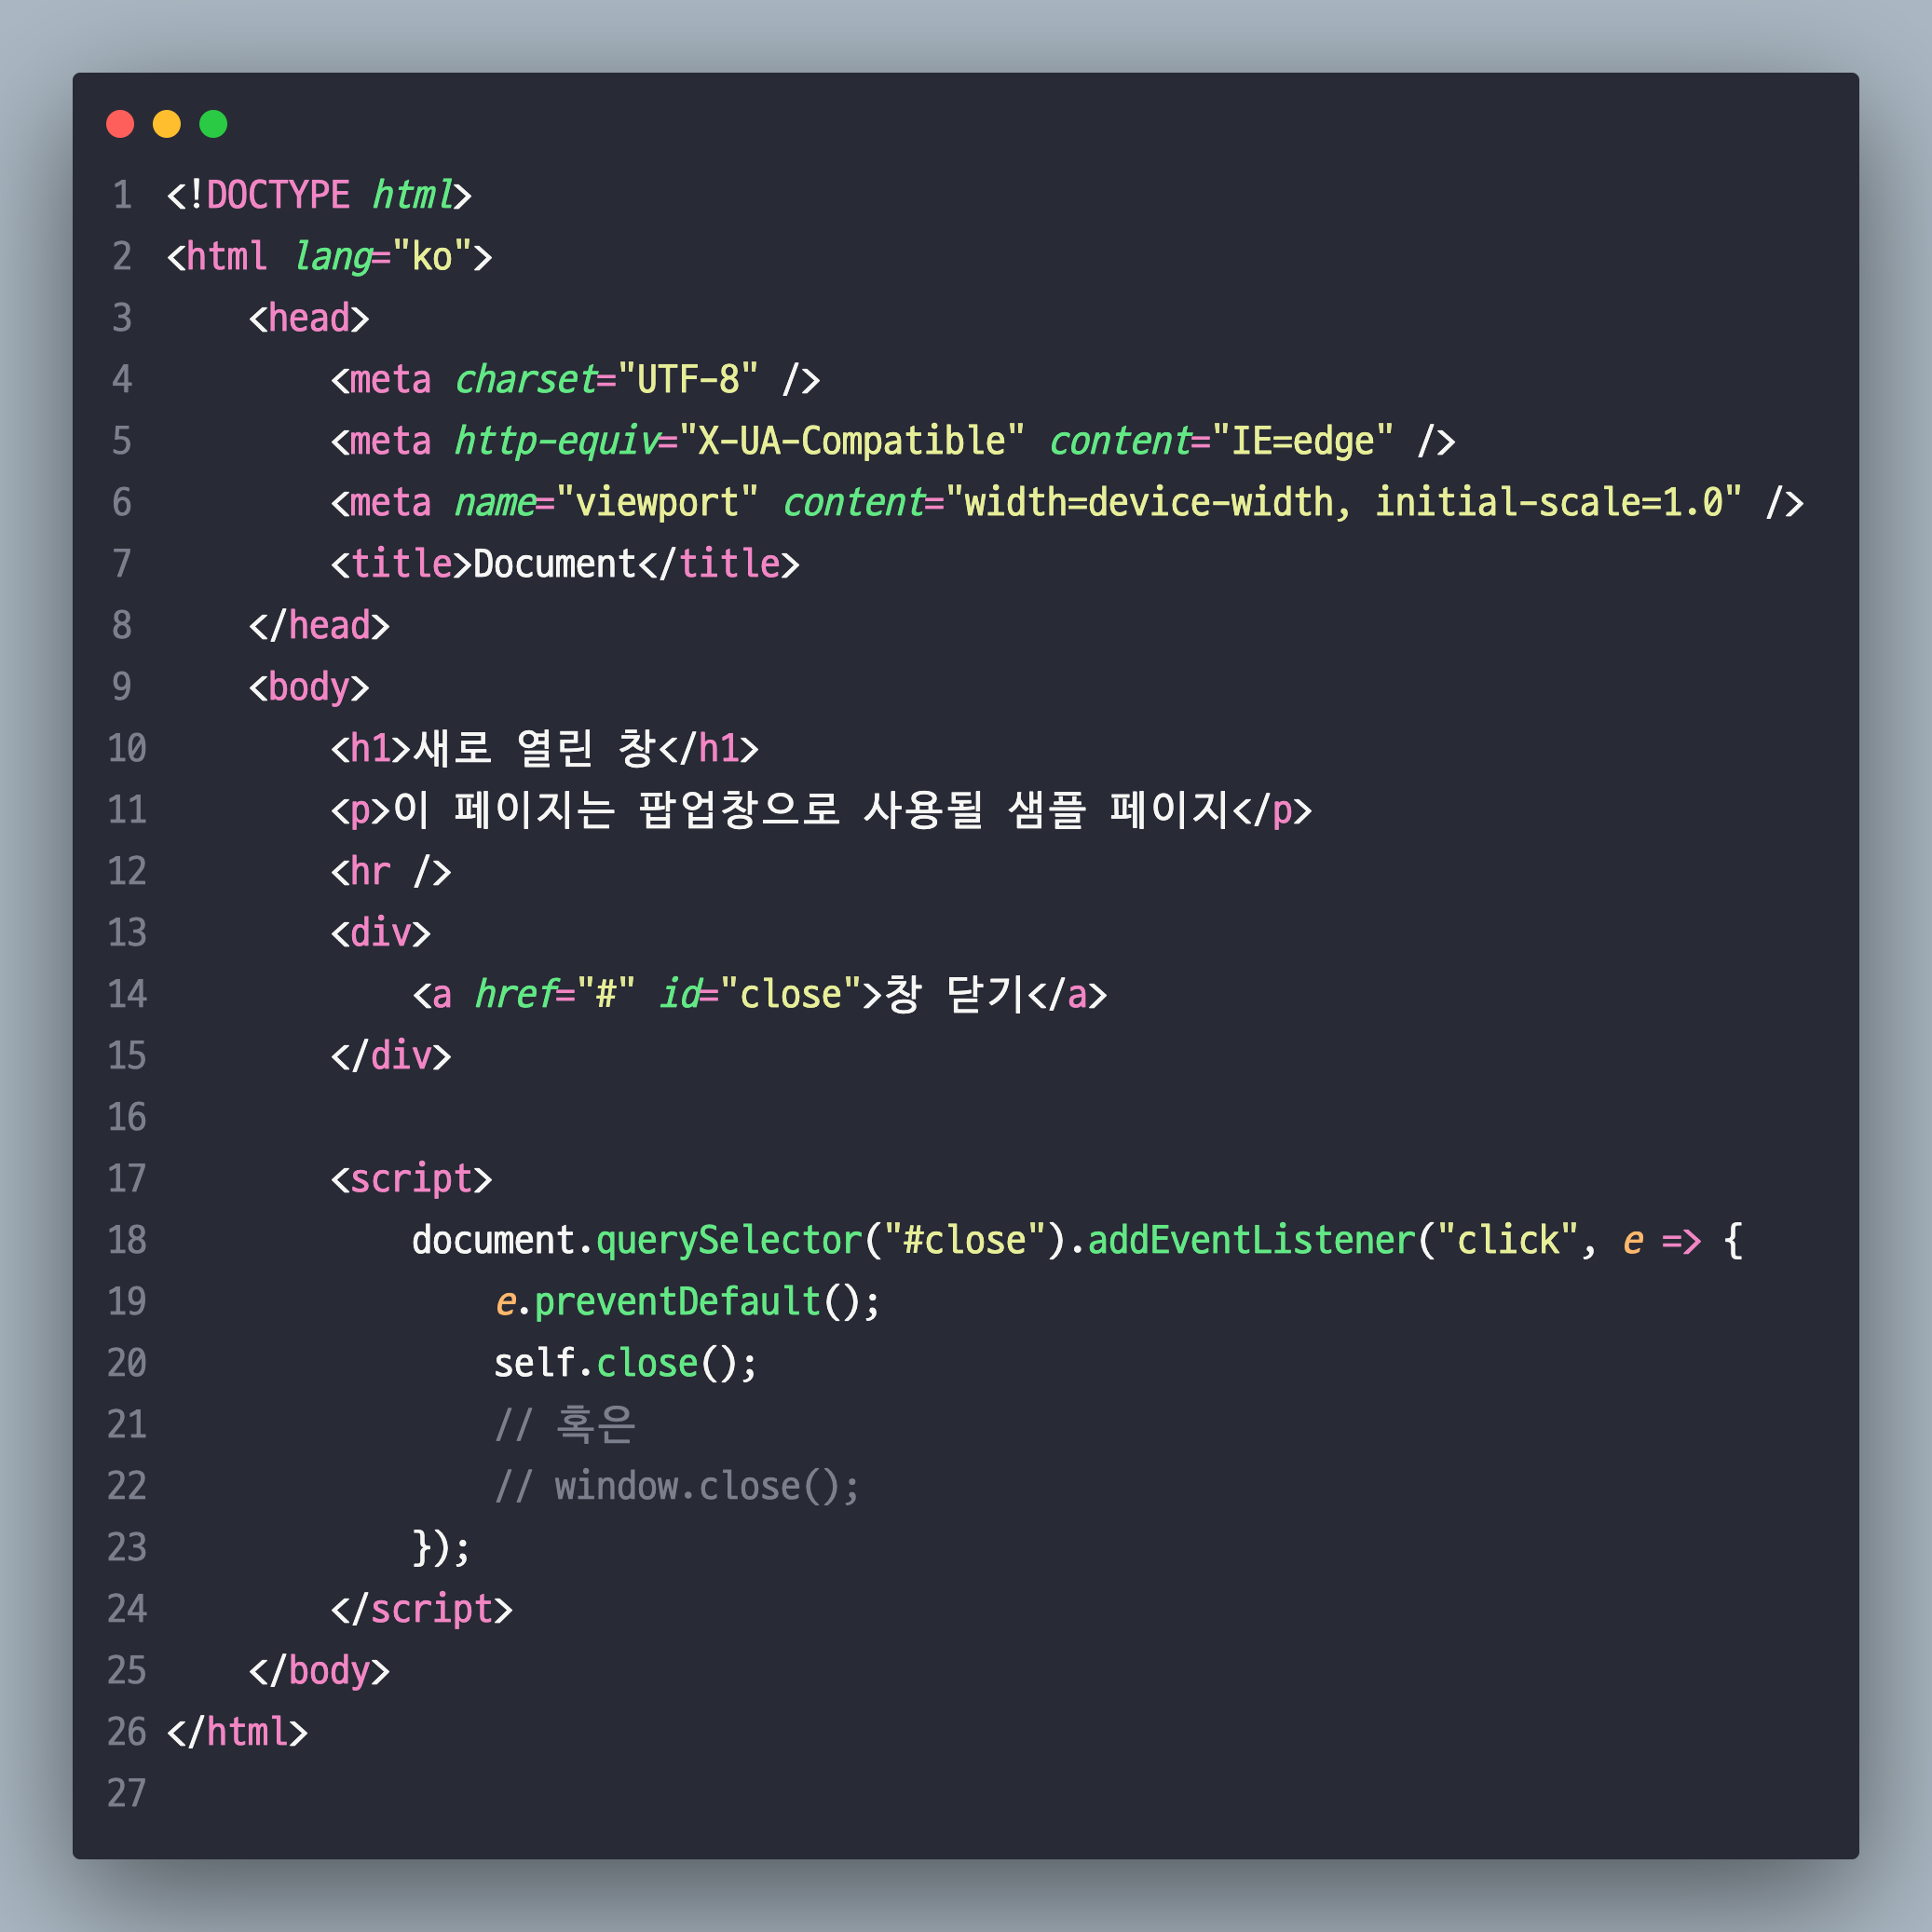 1 <!DOCTYPE html>
2 <html lang="ko">
3     <head>
4         <meta charset="UTF-8" />
5         <meta http-equiv="X-UA-Compatible" content="IE=edge" />
6         <meta name="viewport" content="width=device-width, initial-scale=1.0" />
7         <title>Document</title>
8     </head>
9     <body>
10         <h1>새로 열린 창</h1>
11         <p>이 페이지는 팝업창으로 사용될 샘플 페이지</p>
12         <hr />
13         <div>
14             <a href="#" id="close">창 닫기</a>
15         </div>
16
17         <script>
18             document.querySelector("#close").addEventListener("click", e => {
19                 e.preventDefault();
20                 self.close();
21                 // 혹은
22                 // window.close();
23             });
24         </script>
25     </body>
26 </html>
27